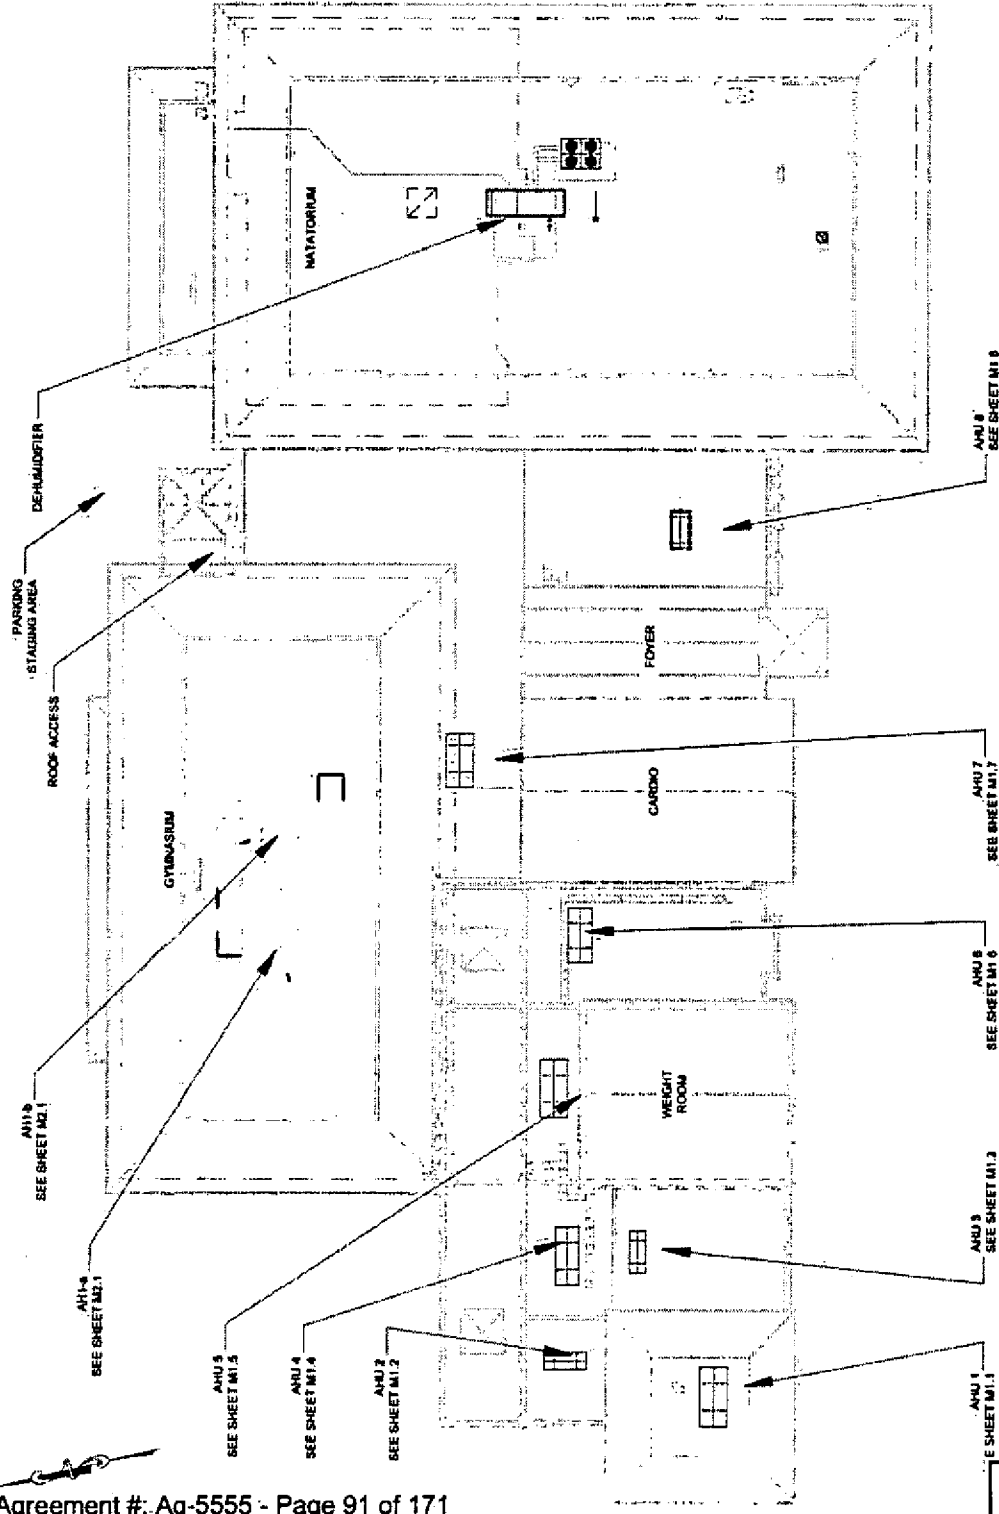 PARKING
STAGING AREA
DEHUMIDIFIER
ROOF ACCESS
NATATORIUM
GYMNASIUM
FOYER
CARDIO
WEIGHT
ROOM
AH1-b
SEE SHEET M2.1
AH1-a
SEE SHEET M2.1
AHU 5
SEE SHEET M1.5
AHU 4
SEE SHEET M1.4
AHU 2
SEE SHEET M1.2
AHU 1
E SHEET M1.1
AHU 3
SEE SHEET M1.3
AHU 6
SEE SHEET M1.6
AHU 7
SEE SHEET M1.7
AHU 8
SEE SHEET M1.8
Agreement #: Ag-5555 - Page 91 of 171